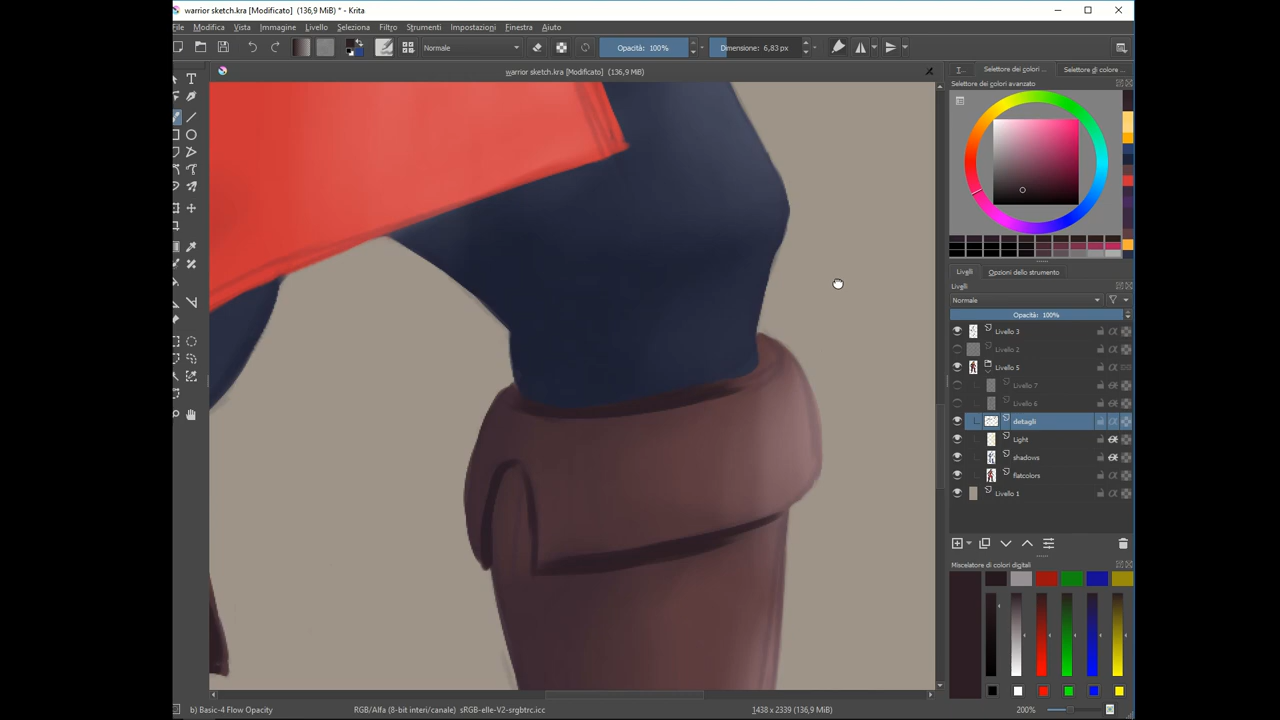 warrior sketch.kra [Modificato] (136,9 MiB) * - Krita
File Modifica Vista Immagine Livello Seleziona Filtro Strumenti Impostazioni Finestra Aiuto
Normale Opacità: 100% Dimensione: 6,83 px
warrior sketch.kra [Modificato] (136,9 MiB)
T... Selettore dei colori ... Selettore di colore ...
Selettore dei colori avanzato
Livelli Opzioni dello strumento
Livelli
Normale
Opacità: 100%
Livello 3
Livello 2
Livello 5
Livello 7
Livello 6
detagli
Light
shadows
flatcolors
Livello 1
Miscelatore di colori digitali
b) Basic-4 Flow Opacity RGB/Alfa (8-bit interi/canale) sRGB-elle-V2-srgbtrc.icc 1438 x 2339 (136,9 MiB) 200%